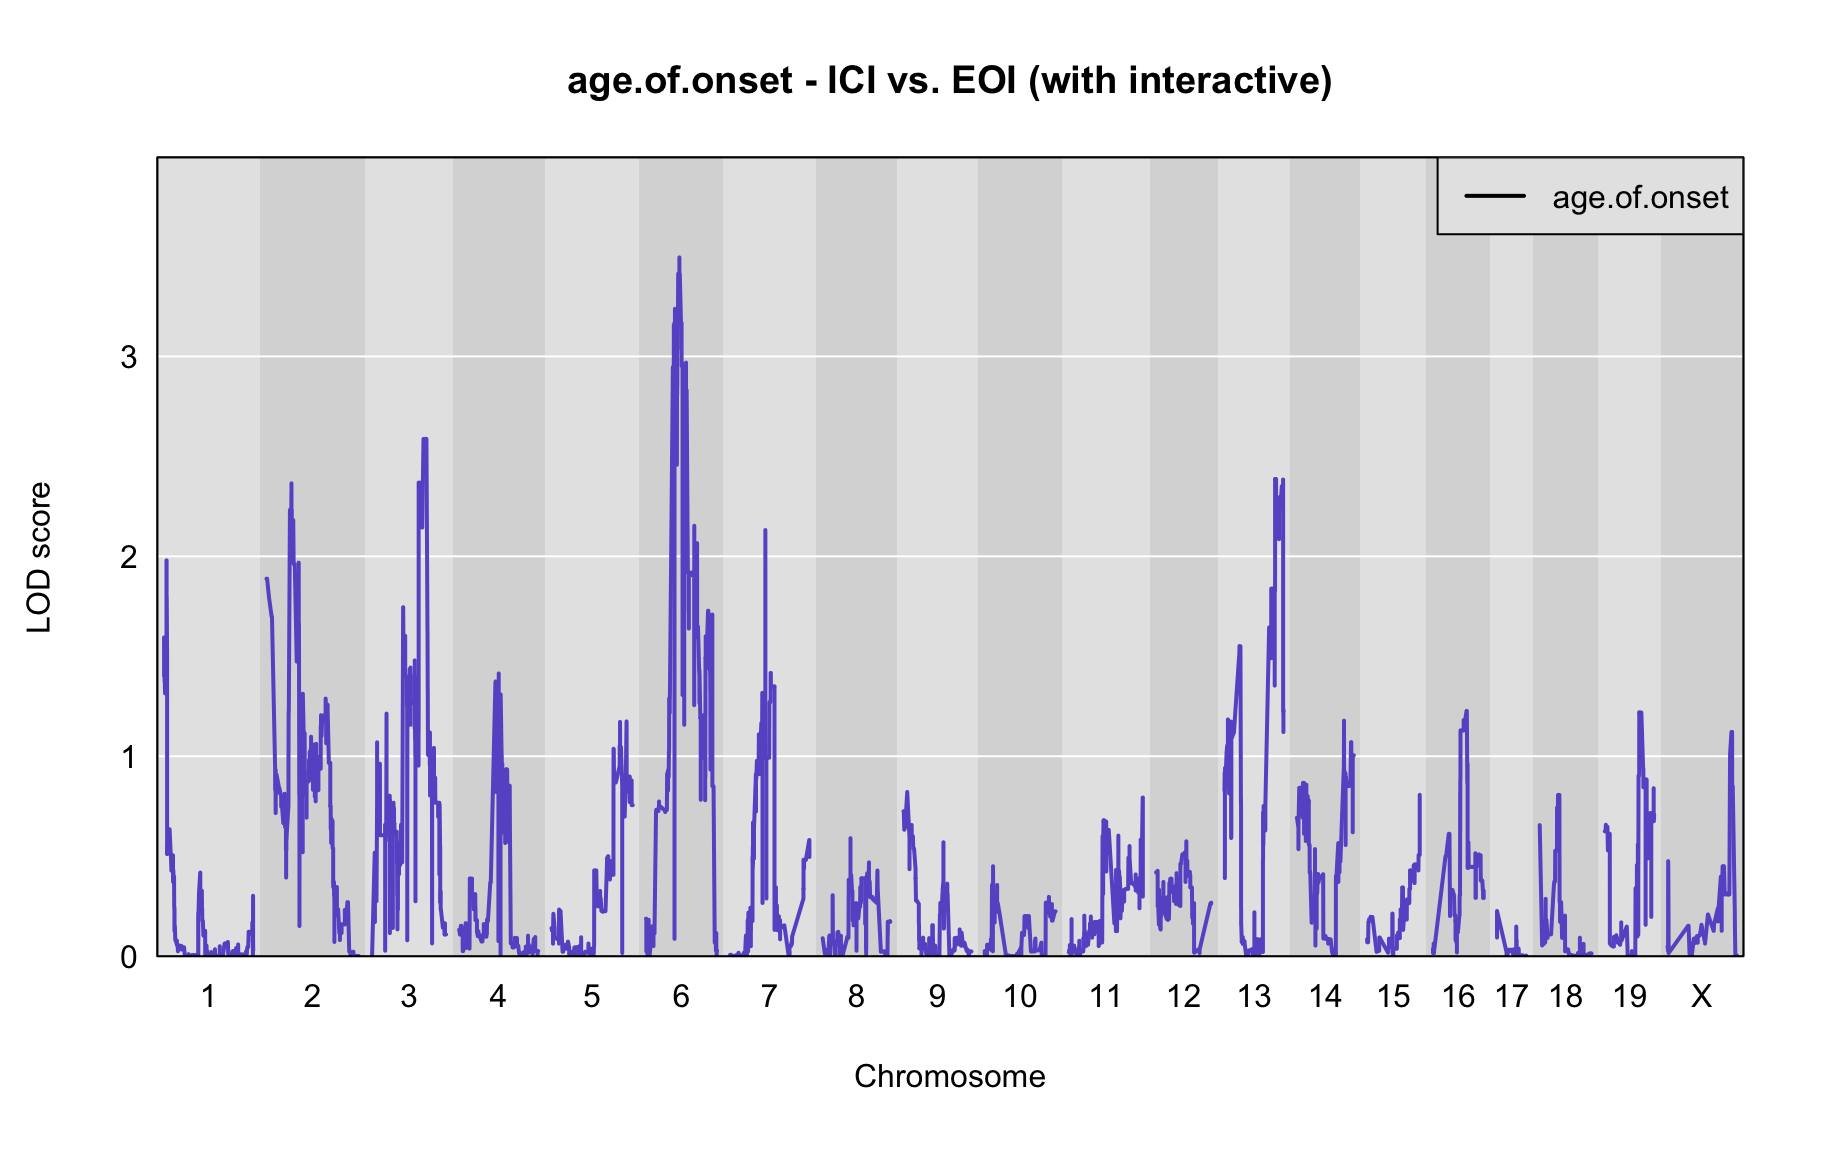 age.of.onset - ICI vs. EOI (with interactive)
age.of.onset
LOD score
3
2
1
0
1 2 3 4 5 6 7 8 9 10 11 12 13 14 15 16 17 18 19 X
Chromosome